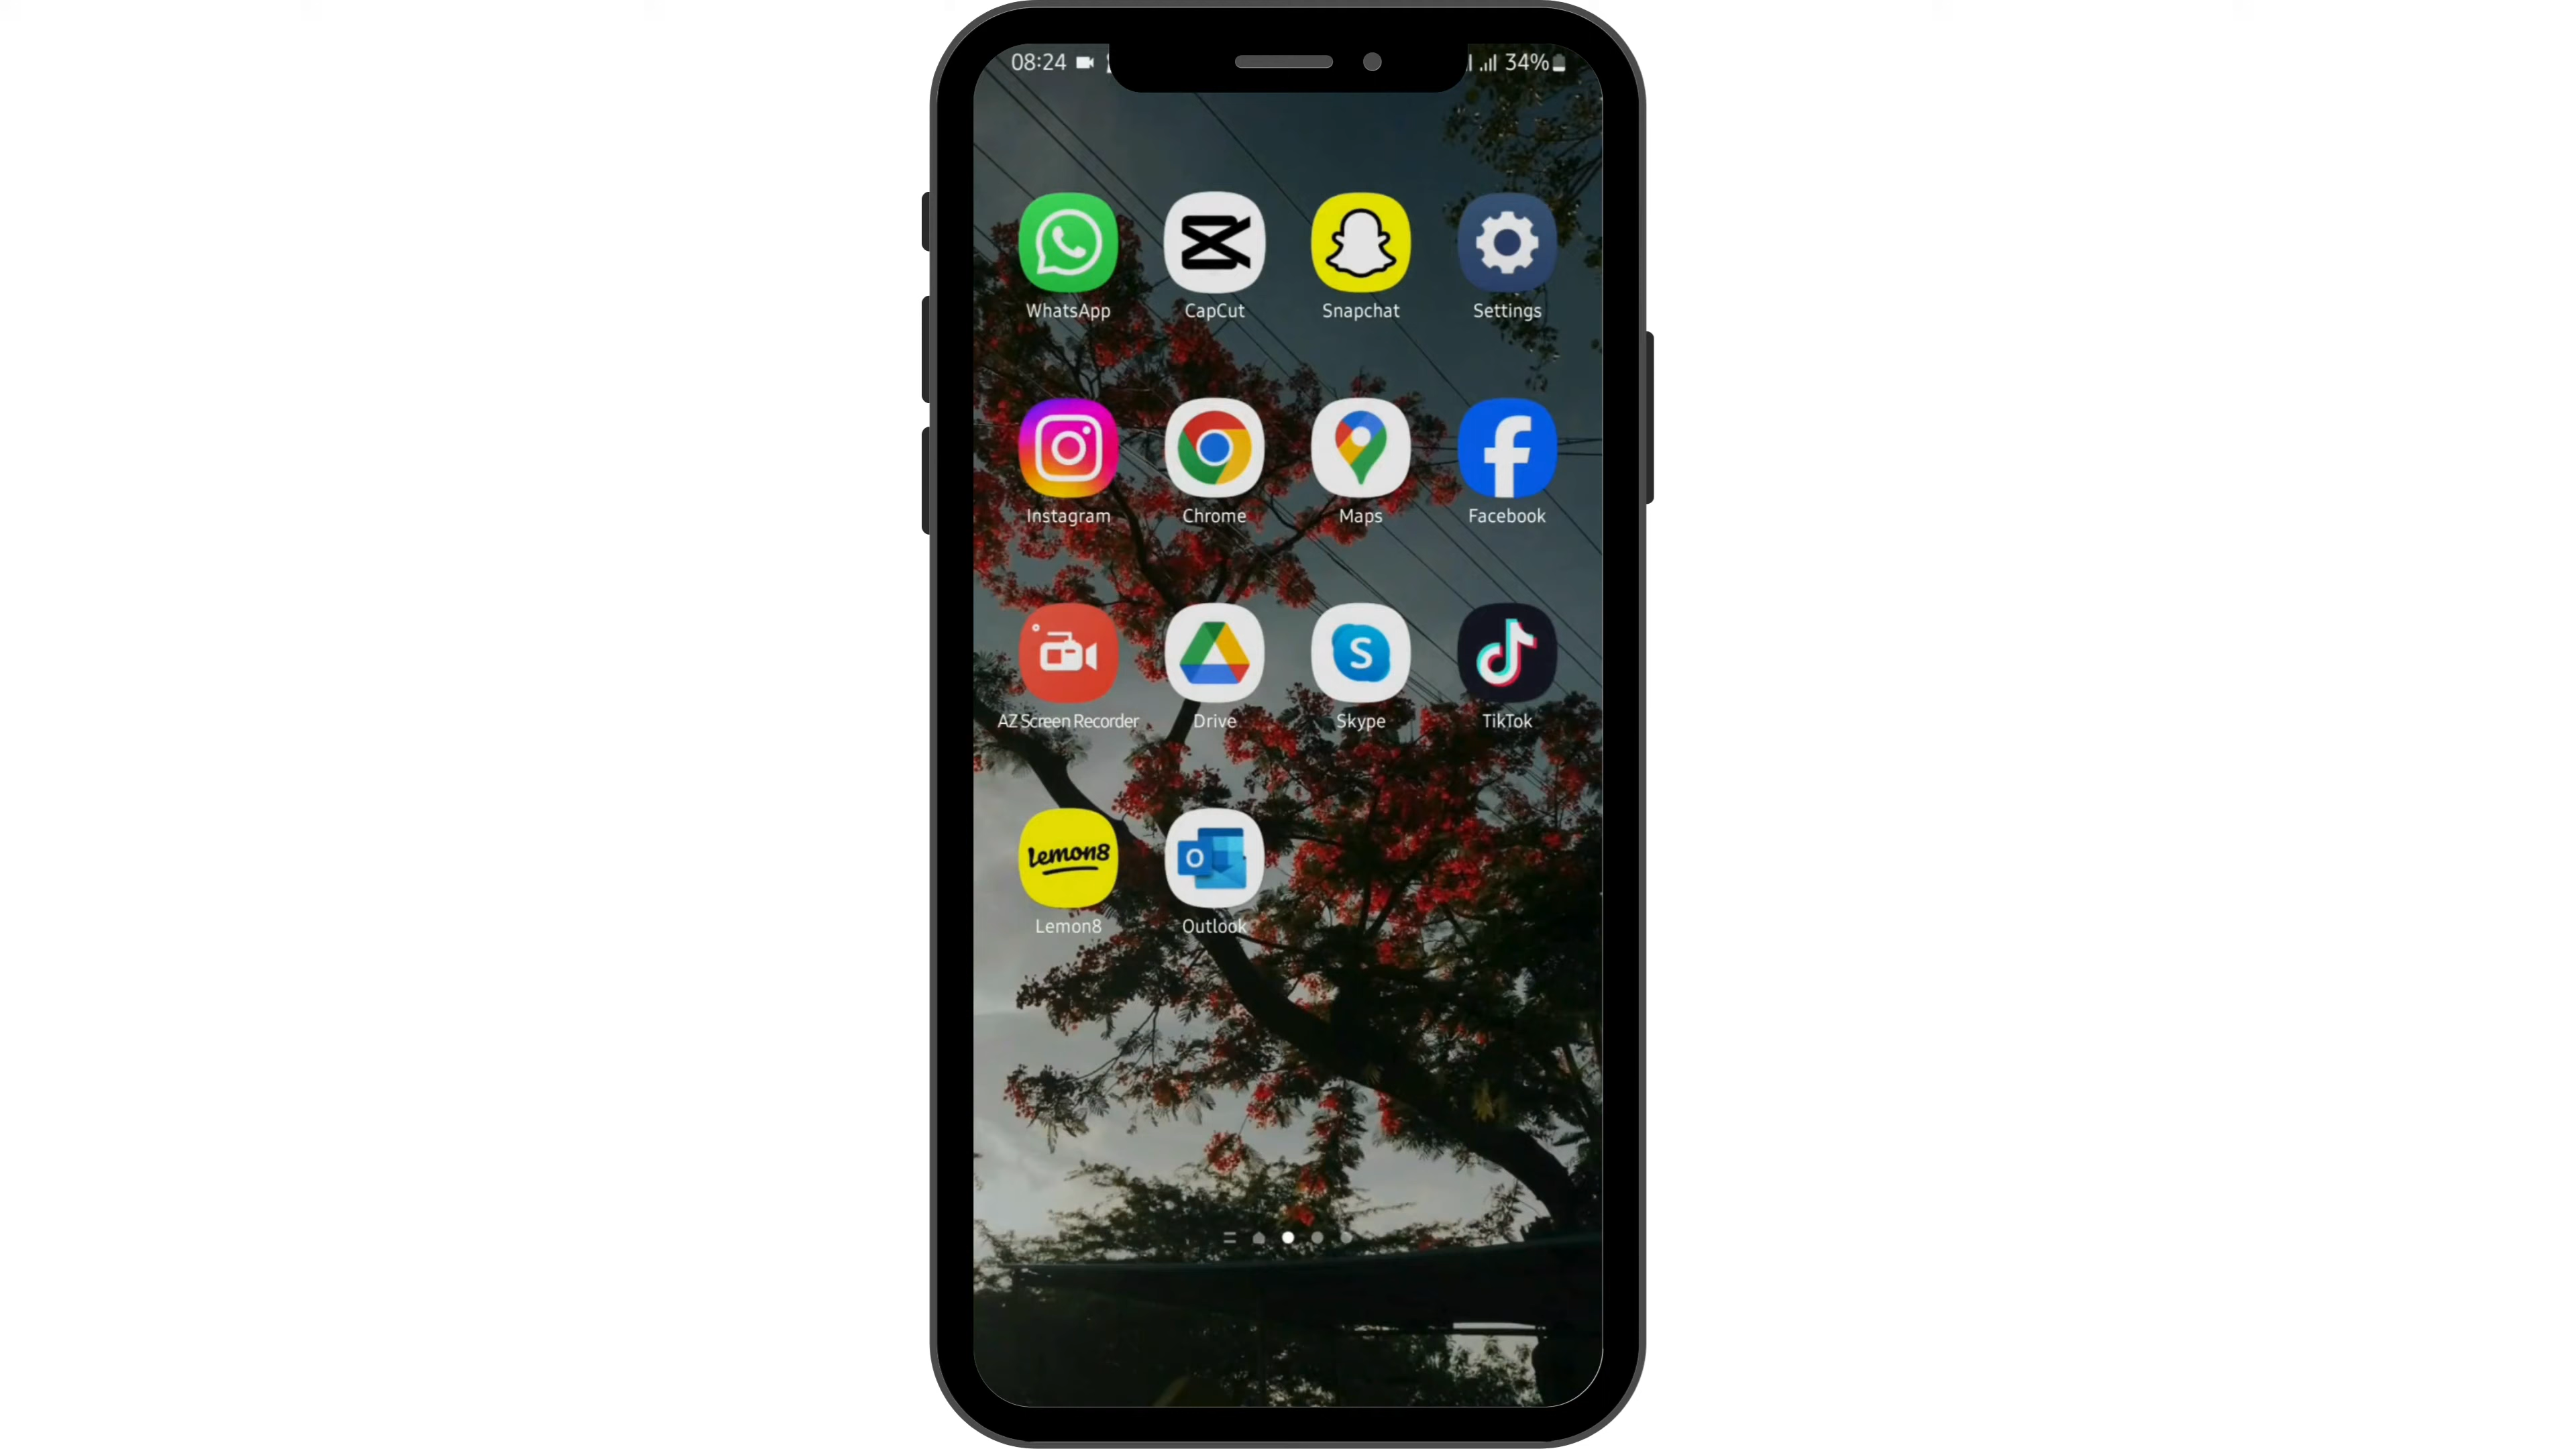 08:24 34%
WhatsApp CapCut Snapchat Settings
Instagram Chrome Maps Facebook
S
AZ Screen Recorder Drive Skype TikTok
Lemon8 O
Lemon8 Outlook